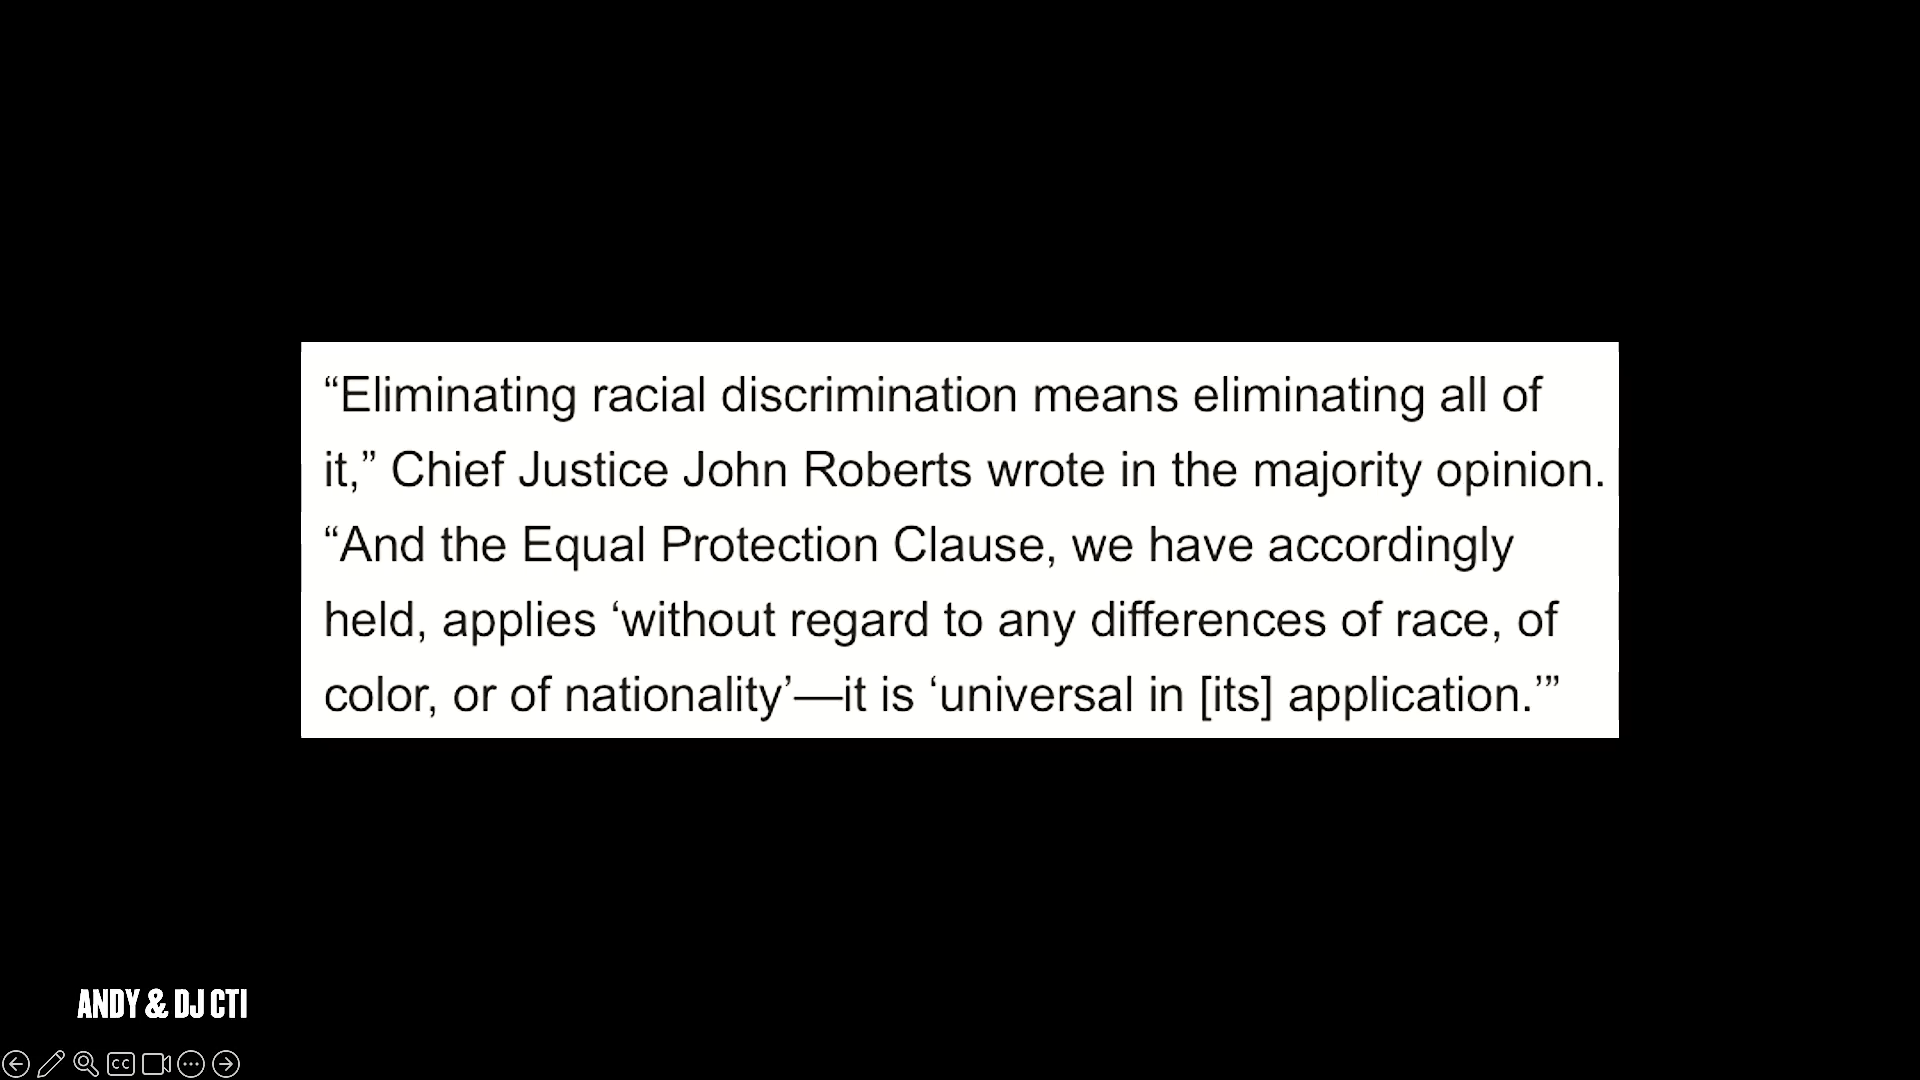 “Eliminating racial discrimination means eliminating all of
it,” Chief Justice John Roberts wrote in the majority opinion.
“And the Equal Protection Clause, we have accordingly
held, applies ‘without regard to any differences of race, of
color, or of nationality’—it is ‘universal in [its] application.’”
ANDY & DJ CTI
CC